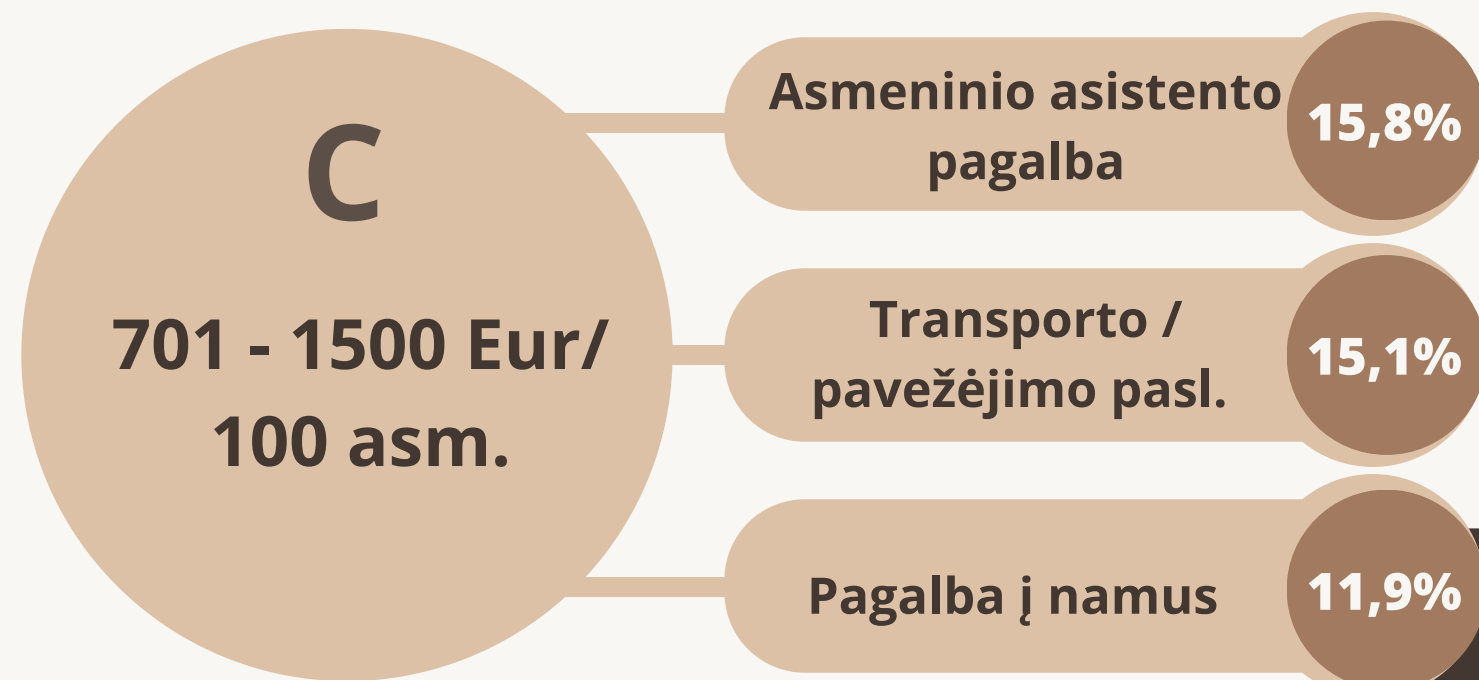 C
701 - 1500 Eur/
100 asm.
Asmeninio asistento
pagalba
15,8%
Transporto /
pavežėjimo pasl.
15,1%
Pagalba į namus
11,9%